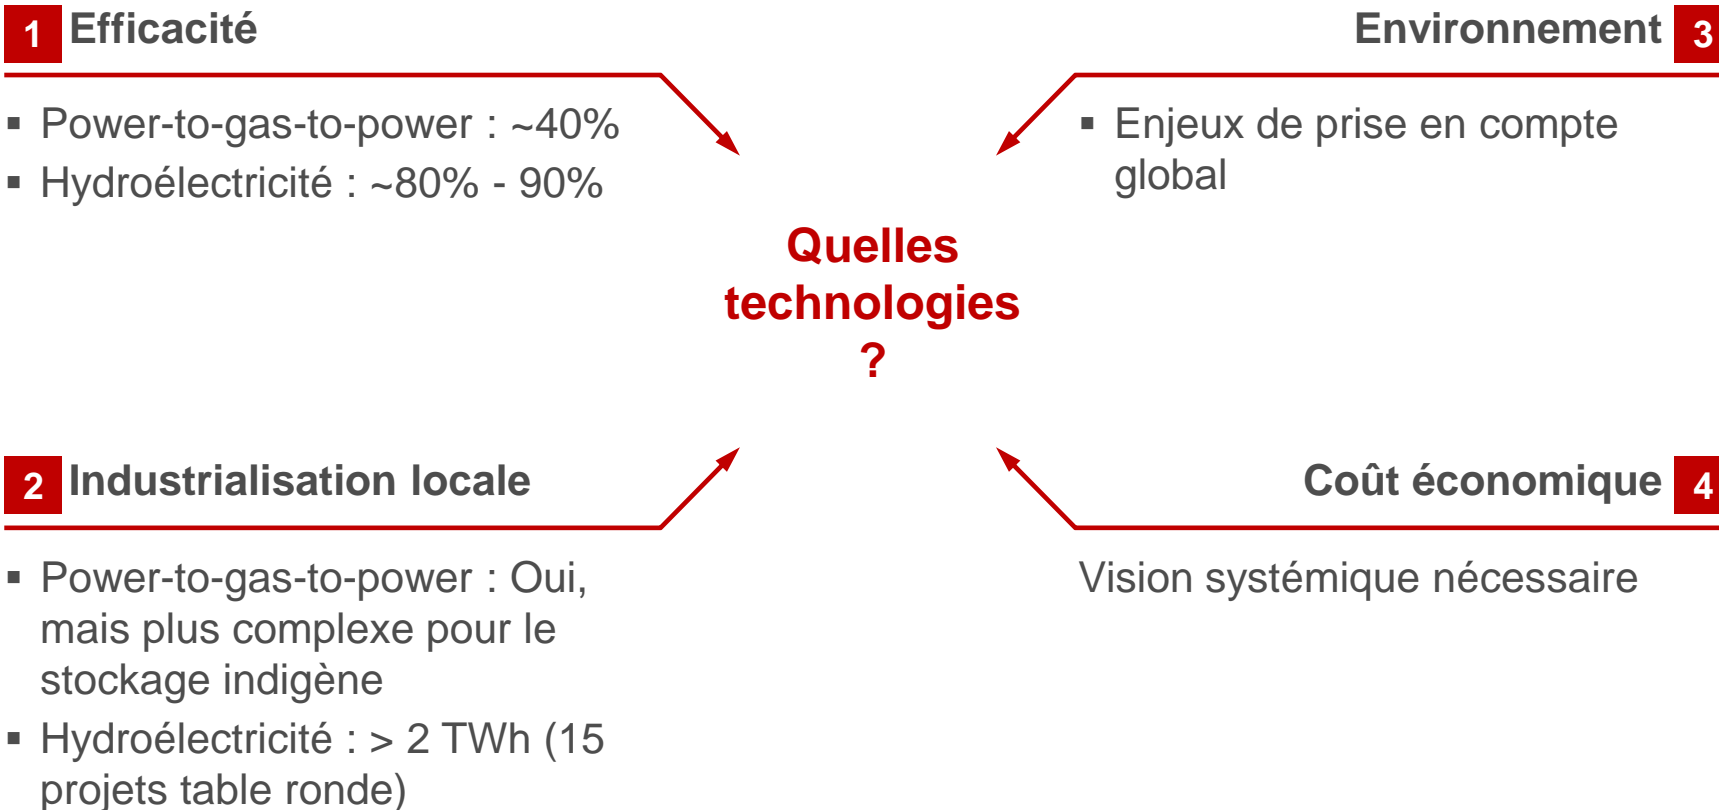 1 Efficacité
▪ Power-to-gas-to-power : ~40%
▪ Hydroélectricité : ~80% - 90%
2 Industrialisation locale
▪ Power-to-gas-to-power : Oui,
mais plus complexe pour le
stockage indigène
▪ Hydroélectricité : > 2 TWh (15
projets table ronde)
Quelles
technologies
?
Environnement 3
▪ Enjeux de prise en compte
global
Coût économique 4
Vision systémique nécessaire